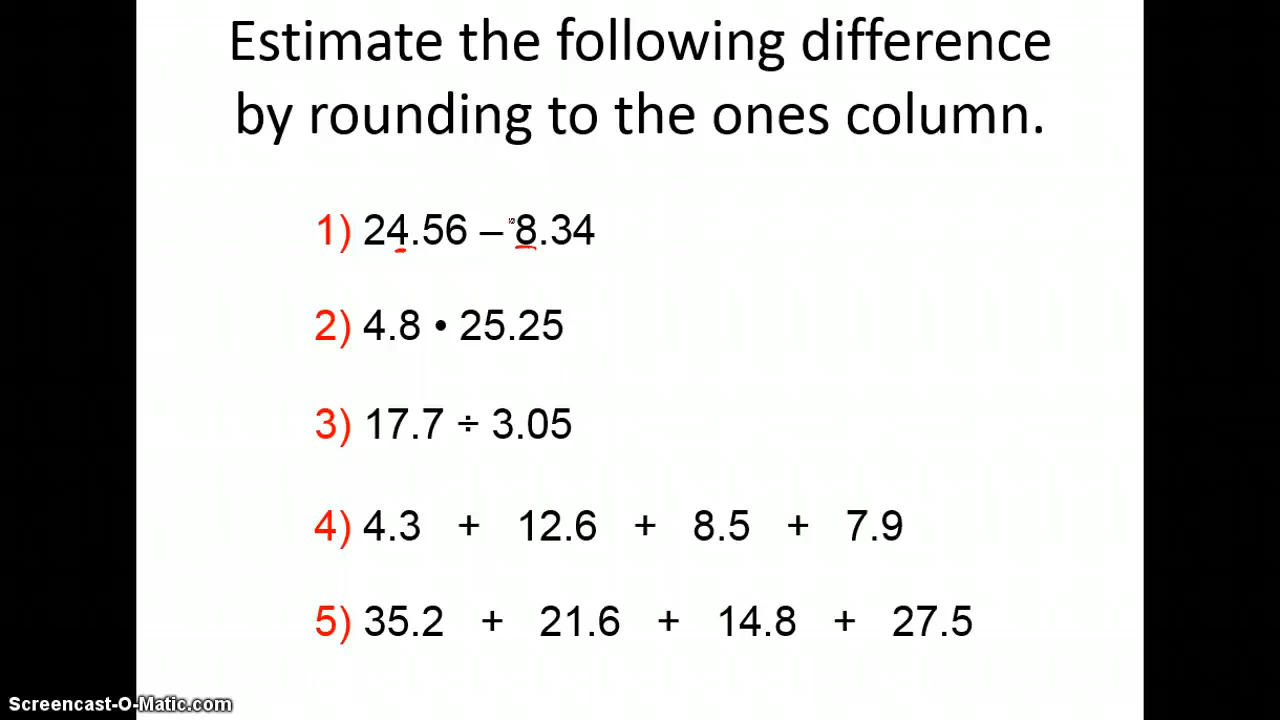 Estimate the following difference
by rounding to the ones column.
1) 24.56 – 8.34
2) 4.8 • 25.25
3) 17.7 ÷ 3.05
4) 4.3 + 12.6 + 8.5 + 7.9
5) 35.2 + 21.6 + 14.8 + 27.5
Screencast-O-Matic.com